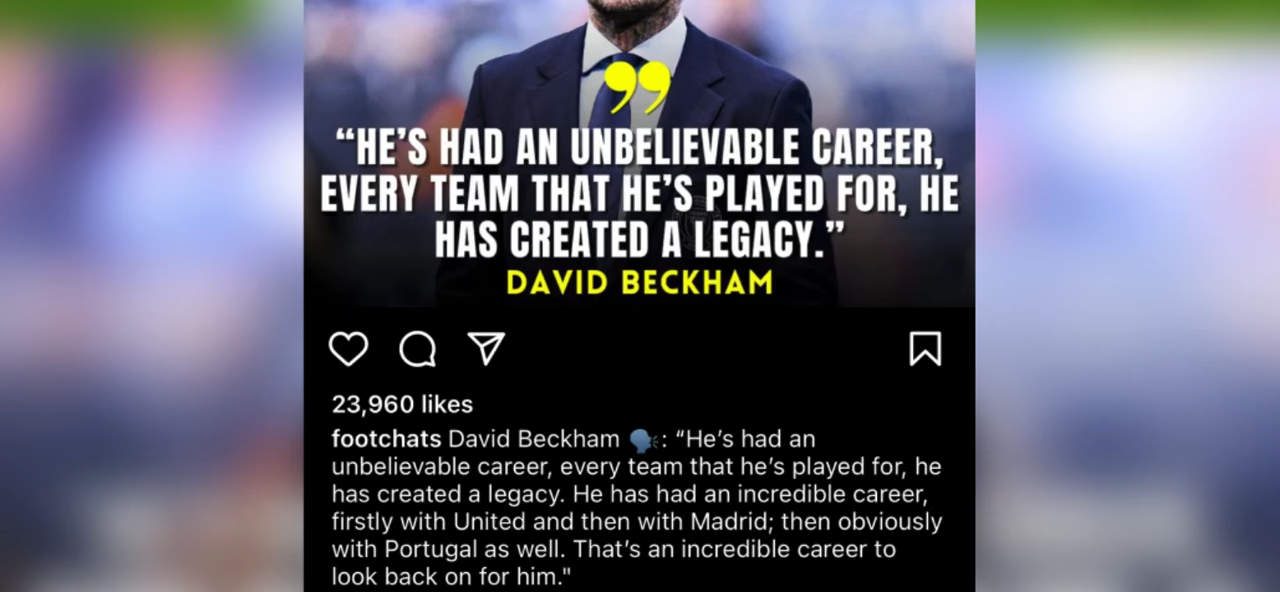 ”
“HE’S HAD AN UNBELIEVABLE CAREER,
EVERY TEAM THAT HE’S PLAYED FOR, HE
HAS CREATED A LEGACY.”
DAVID BECKHAM
23,960 likes
footchats David Beckham 🗣️: “He’s had an
unbelievable career, every team that he’s played for, he
has created a legacy. He has had an incredible career,
firstly with United and then with Madrid; then obviously
with Portugal as well. That’s an incredible career to
look back on for him."